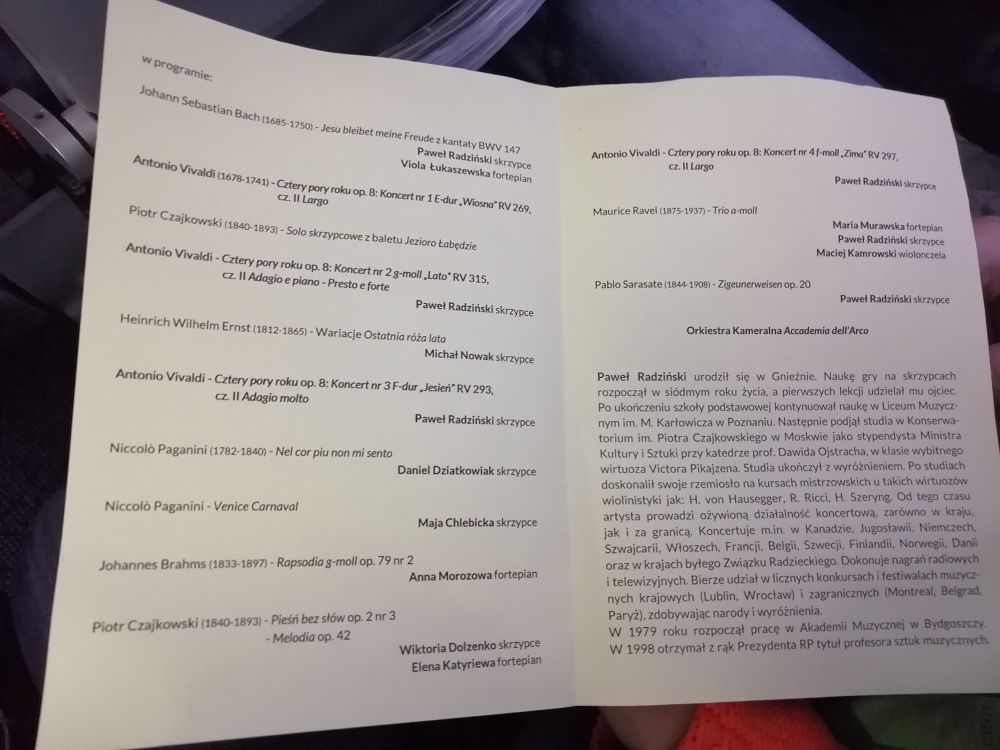 w programie:
Johann Sebastian Bach (1685-1750) - Jesu bleibet meine Freude z kantaty BWV 147
Paweł Radziński skrzypce
Viola Łukaszewska fortepian
Antonio Vivaldi (1678-1741) - Cztery pory roku op. 8: Koncert nr 1 E-dur „Wiosna” RV 269,
cz. II Largo
Piotr Czajkowski (1840-1893) - Solo skrzypcowe z baletu Jezioro Łabędzie
Antonio Vivaldi - Cztery pory roku op. 8: Koncert nr 2 g-moll „Lato” RV 315,
cz. II Adagio e piano - Presto e forte
Paweł Radziński skrzypce
Heinrich Wilhelm Ernst (1812-1865) - Wariacje Ostatnia róża lata
Michał Nowak skrzypce
Antonio Vivaldi - Cztery pory roku op. 8: Koncert nr 3 F-dur „Jesień” RV 293,
cz. II Adagio molto
Paweł Radziński skrzypce
Niccolò Paganini (1782-1840) - Nel cor piu non mi sento
Daniel Dziatkowiak skrzypce
Niccolò Paganini - Venice Carnaval
Maja Chlebicka skrzypce
Johannes Brahms (1833-1897) - Rapsodia g-moll op. 79 nr 2
Anna Morozowa fortepian
Piotr Czajkowski (1840-1893) - Pieśń bez słów op. 2 nr 3
- Melodia op. 42
Wiktoria Dolzenko skrzypce
Elena Katyriewa fortepian
Antonio Vivaldi - Cztery pory roku op. 8: Koncert nr 4 f-moll „Zima” RV 297,
cz. II Largo
Paweł Radziński skrzypce
Maurice Ravel (1875-1937) - Trio a-moll
Maria Murawska fortepian
Paweł Radziński skrzypce
Maciej Kamrowski wiolonczela
Pablo Sarasate (1844-1908) - Zigeunerweisen op. 20
Paweł Radziński skrzypce
Orkiestra Kameralna Accademia dell'Arco
Paweł Radziński urodził się w Gnieźnie. Naukę gry na skrzypcach
rozpoczął w siódmym roku życia, a pierwszych lekcji udzielał mu ojciec.
Po ukończeniu szkoły podstawowej kontynuował naukę w Liceum Muzycz-
nym im. M. Karłowicza w Poznaniu. Następnie podjął studia w Konserwa-
torium im. Piotra Czajkowskiego w Moskwie jako stypendysta Ministra
Kultury i Sztuki przy katedrze prof. Dawida Ojstracha, w klasie wybitnego
wirtuoza Victora Pikajzena. Studia ukończył z wyróżnieniem. Po studiach
doskonalił swoje rzemiosło na kursach mistrzowskich u takich wirtuozów
wiolinistyki jak: H. von Hausegger, R. Ricci, H. Szeryng. Od tego czasu
artysta prowadzi ożywioną działalność koncertową, zarówno w kraju,
jak i za granicą. Koncertuje m.in. w Kanadzie, Jugosławii, Niemczech,
Szwajcarii, Włoszech, Francji, Belgii, Szwecji, Finlandii, Norwegii, Danii
oraz w krajach byłego Związku Radzieckiego. Dokonuje nagrań radiowych
i telewizyjnych. Bierze udział w licznych konkursach i festiwalach muzycz-
nych krajowych (Lublin, Wrocław) i zagranicznych (Montreal, Belgrad,
Paryż), zdobywając narody i wyróżnienia.
W 1979 roku rozpoczął pracę w Akademii Muzycznej w Bydgoszczy.
W 1998 otrzymał z rąk Prezydenta RP tytuł profesora sztuk muzycznych.